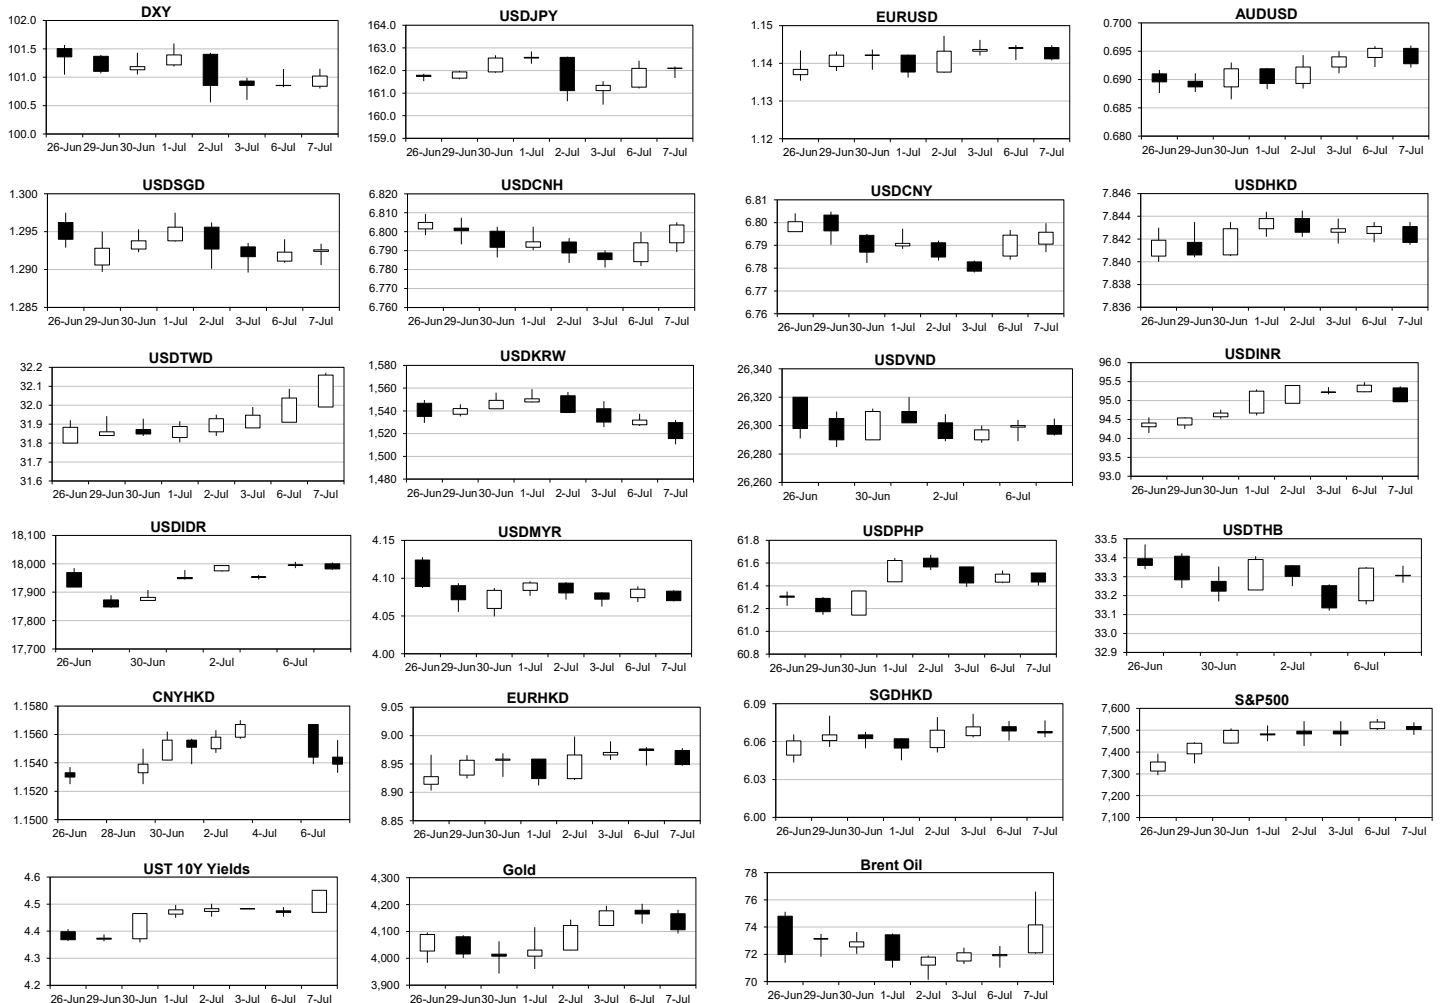 DXY
102.0
101.5
101.0
100.5
100.0
26-Jun 29-Jun 30-Jun 1-Jul 2-Jul 3-Jul 6-Jul 7-Jul
USDJPY
164.0
163.0
162.0
161.0
160.0
159.0
26-Jun 29-Jun 30-Jun 1-Jul 2-Jul 3-Jul 6-Jul 7-Jul
EURUSD
1.15
1.14
1.13
1.12
26-Jun 29-Jun 30-Jun 1-Jul 2-Jul 3-Jul 6-Jul 7-Jul
AUDUSD
0.700
0.695
0.690
0.685
0.680
26-Jun 29-Jun 30-Jun 1-Jul 2-Jul 3-Jul 6-Jul 7-Jul
USDSGD
1.300
1.295
1.290
1.285
26-Jun 29-Jun 30-Jun 1-Jul 2-Jul 3-Jul 6-Jul 7-Jul
USDCNH
6.820
6.810
6.800
6.790
6.780
6.770
6.760
26-Jun 29-Jun 30-Jun 1-Jul 2-Jul 3-Jul 6-Jul 7-Jul
USDCNY
6.81
6.80
6.79
6.78
6.77
6.76
26-Jun 29-Jun 30-Jun 1-Jul 2-Jul 3-Jul 6-Jul 7-Jul
USDHKD
7.846
7.844
7.842
7.840
7.838
7.836
26-Jun 29-Jun 30-Jun 1-Jul 2-Jul 3-Jul 6-Jul 7-Jul
USDTWD
32.2
32.1
32.0
31.9
31.8
31.7
31.6
26-Jun 29-Jun 30-Jun 1-Jul 2-Jul 3-Jul 6-Jul 7-Jul
USDKRW
1,580
1,560
1,540
1,520
1,500
1,480
26-Jun 29-Jun 30-Jun 1-Jul 2-Jul 3-Jul 6-Jul 7-Jul
USDVND
26,340
26,320
26,300
26,280
26,260
26-Jun 30-Jun 2-Jul 6-Jul
USDINR
96.0
95.5
95.0
94.5
94.0
93.5
93.0
26-Jun 29-Jun 30-Jun 1-Jul 2-Jul 3-Jul 6-Jul 7-Jul
USDIDR
18,100
18,000
17,900
17,800
17,700
26-Jun 30-Jun 2-Jul 6-Jul
USDMYR
4.15
4.10
4.05
4.00
26-Jun 29-Jun 30-Jun 1-Jul 2-Jul 3-Jul 6-Jul 7-Jul
USDPHP
61.8
61.6
61.4
61.2
61.0
60.8
26-Jun 29-Jun 30-Jun 1-Jul 2-Jul 3-Jul 6-Jul 7-Jul
USDTHB
33.5
33.4
33.3
33.2
33.1
33.0
32.9
26-Jun 30-Jun 2-Jul 6-Jul
CNYHKD
1.1580
1.1560
1.1540
1.1520
1.1500
26-Jun 28-Jun 30-Jun 2-Jul 4-Jul 6-Jul
EURHKD
9.05
9.00
8.95
8.90
8.85
26-Jun 29-Jun 30-Jun 1-Jul 2-Jul 3-Jul 6-Jul 7-Jul
SGDHKD
6.09
6.06
6.03
6.00
26-Jun 29-Jun 30-Jun 1-Jul 2-Jul 3-Jul 6-Jul 7-Jul
S&P500
7,600
7,500
7,400
7,300
7,200
7,100
26-Jun 29-Jun 30-Jun 1-Jul 2-Jul 3-Jul 6-Jul 7-Jul
UST 10Y Yields
4.6
4.5
4.4
4.3
4.2
26-Jun 29-Jun 30-Jun 1-Jul 2-Jul 3-Jul 6-Jul 7-Jul
Gold
4,300
4,200
4,100
4,000
3,900
26-Jun 29-Jun 30-Jun 1-Jul 2-Jul 3-Jul 6-Jul 7-Jul
Brent Oil
78
76
74
72
70
26-Jun 29-Jun 30-Jun 1-Jul 2-Jul 3-Jul 6-Jul 7-Jul